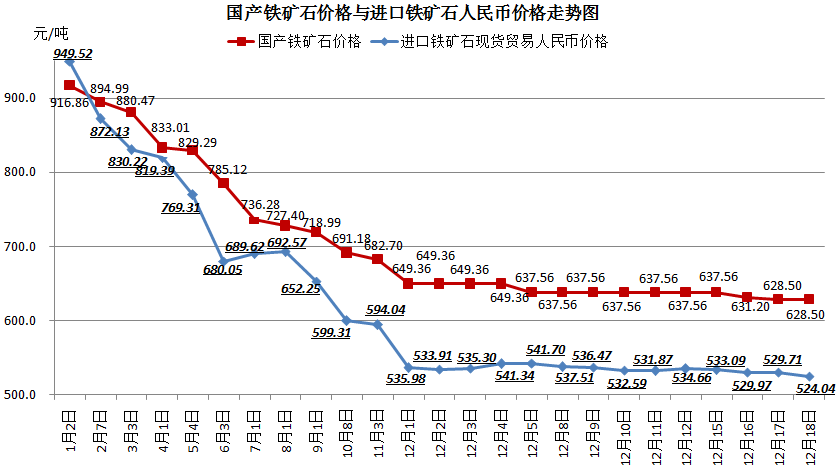 国产铁矿石价格与进口铁矿石人民币价格走势图
元/吨
国产铁矿石价格 进口铁矿石现货贸易人民币价格
900.0
800.0
700.0
600.0
500.0
916.86 894.99 880.47 833.01 829.29 785.12 736.28 727.40 718.99 691.18 682.70 649.36 649.36 649.36 649.36 637.56 637.56 637.56 637.56 637.56 637.56 637.56 631.20 628.50 628.50
949.52 872.13 830.22 819.39 769.31 680.05 689.62 692.57 652.25 599.31 594.04 535.98 533.91 535.30 541.34 541.70 537.51 536.47 532.59 531.87 534.66 533.09 529.97 529.71 524.04
1月2日 2月7日 3月3日 4月1日 5月4日 6月3日 7月1日 8月1日 9月1日 10月8日 11月3日 12月1日 12月2日 12月3日 12月4日 12月5日 12月8日 12月9日 12月10日 12月11日 12月12日 12月15日 12月16日 12月17日 12月18日